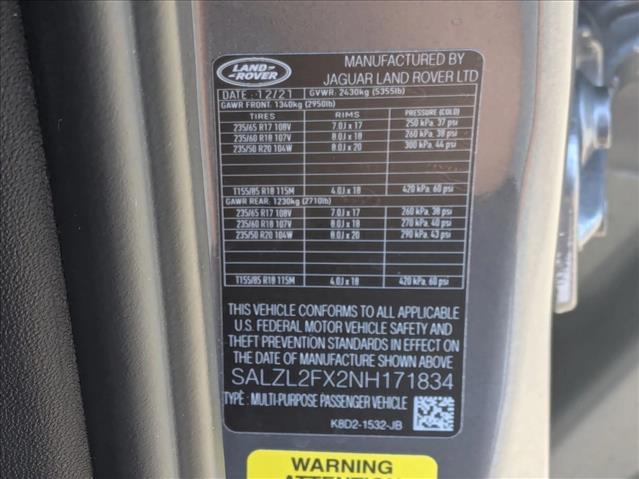 LAND-
ROVER
MANUFACTURED BY
JAGUAR LAND ROVER LTD
DATE: 12/21 GVWR: 2430kg (5355lb)
GAWR FRONT: 1340kg (2950lb)
TIRES RIMS PRESSURE (COLD)
235/65 R17 108V 7.0J x 17 250 kPa, 37 psi
235/60 R18 107V 8.0J x 18 260 kPa, 38 psi
235/50 R20 104W 8.0J x 20 300 kPa, 44 psi
T155/85 R18 115M 4.0J x 18 420 kPa, 60 psi
GAWR REAR: 1230kg (2710lb)
235/65 R17 108V 7.0J x 17 260 kPa, 38 psi
235/60 R18 107V 8.0J x 18 270 kPa, 40 psi
235/50 R20 104W 8.0J x 20 290 kPa, 43 psi
T155/85 R18 115M 4.0J x 18 420 kPa, 60 psi
THIS VEHICLE CONFORMS TO ALL APPLICABLE
U.S. FEDERAL MOTOR VEHICLE SAFETY AND
THEFT PREVENTION STANDARDS IN EFFECT ON
THE DATE OF MANUFACTURE SHOWN ABOVE
SALZL2FX2NH171834
TYPE: MULTI-PURPOSE PASSENGER VEHICLE
K8D2-1532-JB
WARNING
ATTENTION